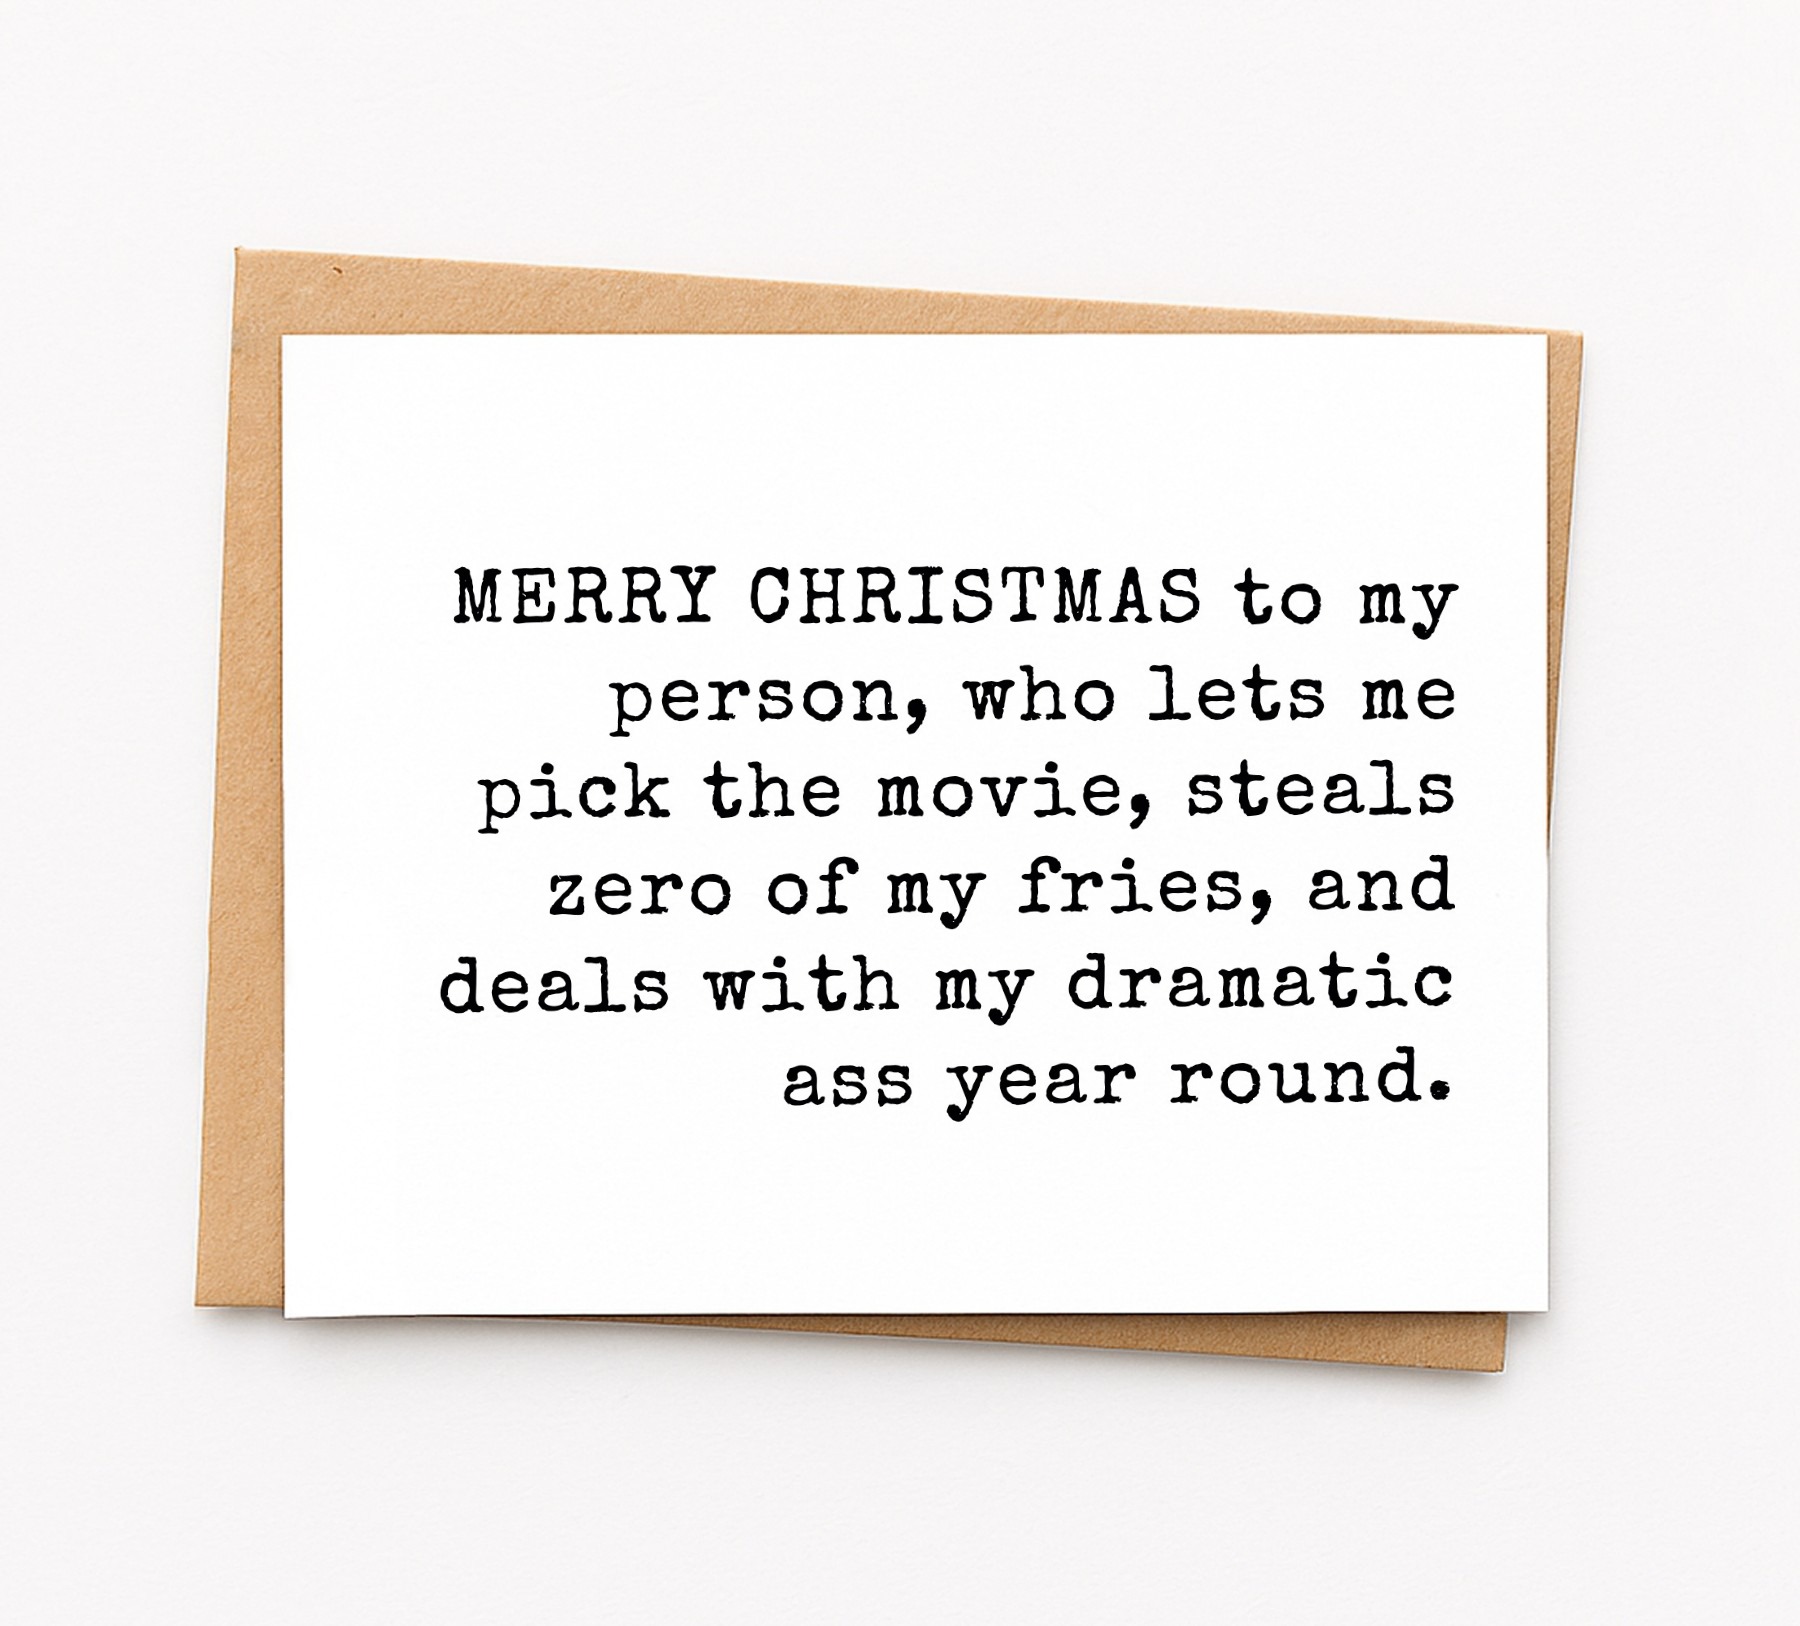 MERRY CHRISTMAS to my
person, who lets me
pick the movie, steals
zero of my fries, and
deals with my dramatic
ass year round.